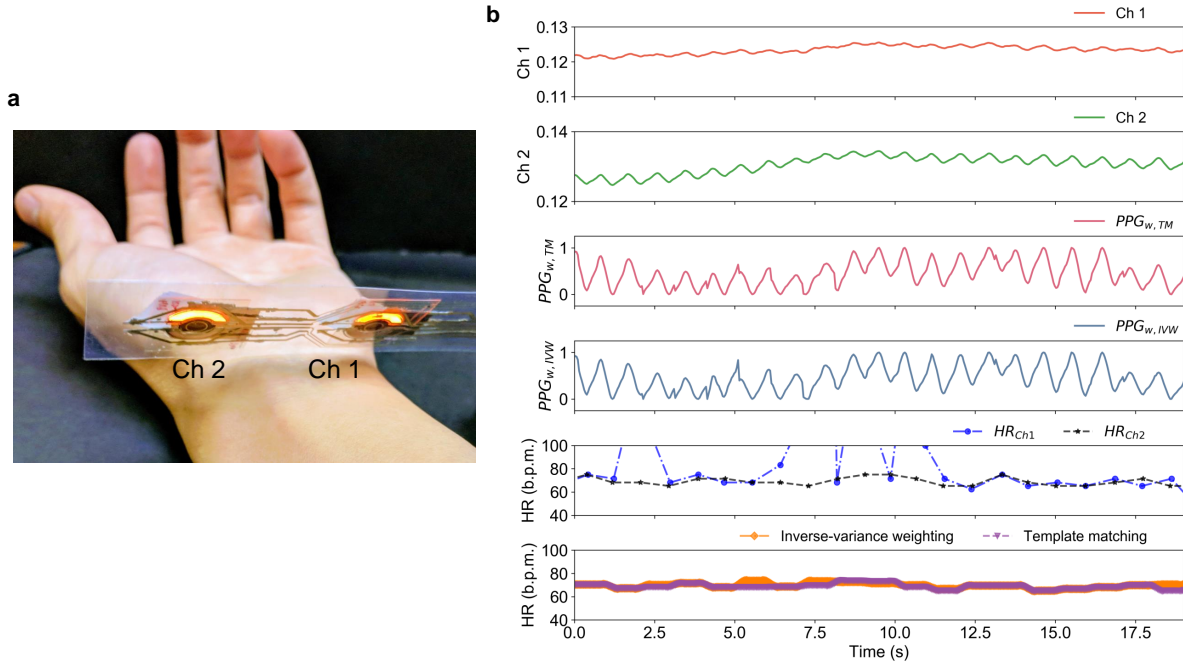 a
Ch 2
Ch 1
b
Ch 1
0.13
0.12
0.11
Ch 1
Ch 2
0.14
0.12
Ch 2
PPG_w, TM
1
0
PPG_w, TM
PPG_w, IVW
1
0
PPG_w, IVW
HR_Ch1 HR_Ch2
100
80
60
40
HR (b.p.m.)
Inverse-variance weighting Template matching
100
80
60
40
HR (b.p.m.)
0.0 2.5 5.0 7.5 10.0 12.5 15.0 17.5
Time (s)